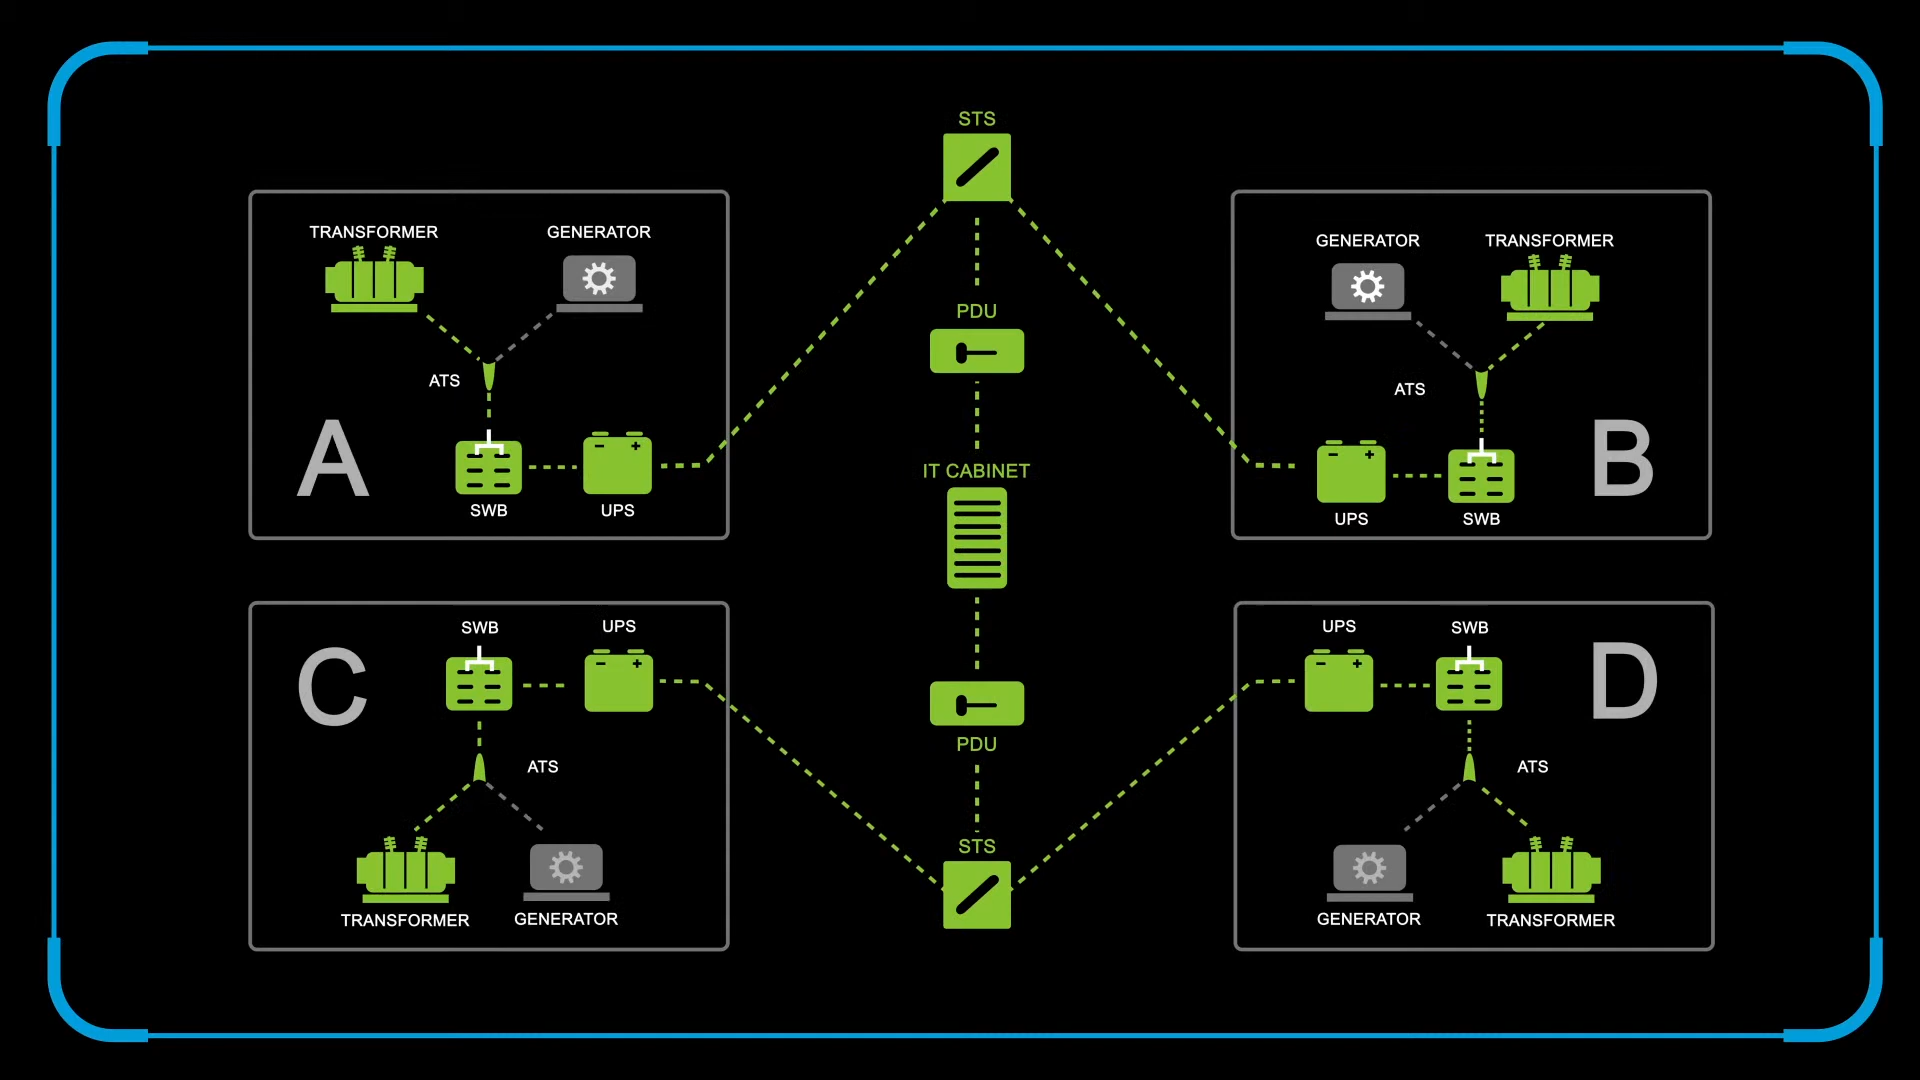 STS
TRANSFORMER
GENERATOR
ATS
A
SWB
UPS
PDU
IT CABINET
GENERATOR
TRANSFORMER
ATS
B
UPS
SWB
C
SWB
UPS
ATS
TRANSFORMER
GENERATOR
PDU
STS
UPS
SWB
D
ATS
GENERATOR
TRANSFORMER